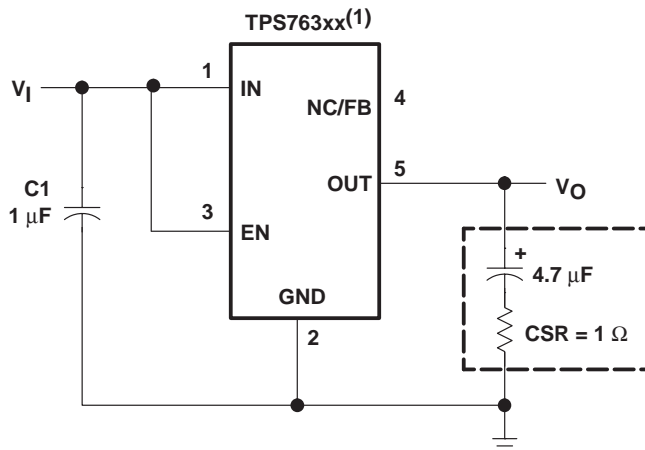 TPS763xx(1)
VI
1
IN
NC/FB
4
C1
1 μF
3
EN
OUT
5
VO
GND
2
+
4.7 μF
CSR = 1 Ω